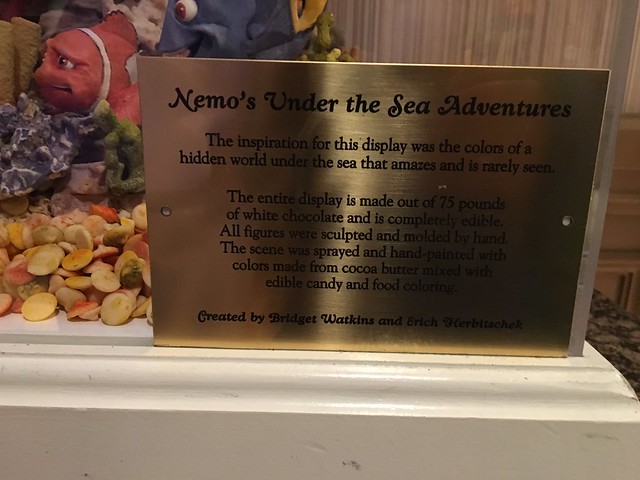 Nemo's Under the Sea Adventures
The inspiration for this display was the colors of a
hidden world under the sea that amazes and is rarely seen.
The entire display is made out of 75 pounds
of white chocolate and is completely edible.
All figures were sculpted and molded by hand.
The scene was sprayed and hand-painted with
colors made from cocoa butter mixed with
edible candy and food coloring.
Created by Bridget Watkins and Erich Herbitschek